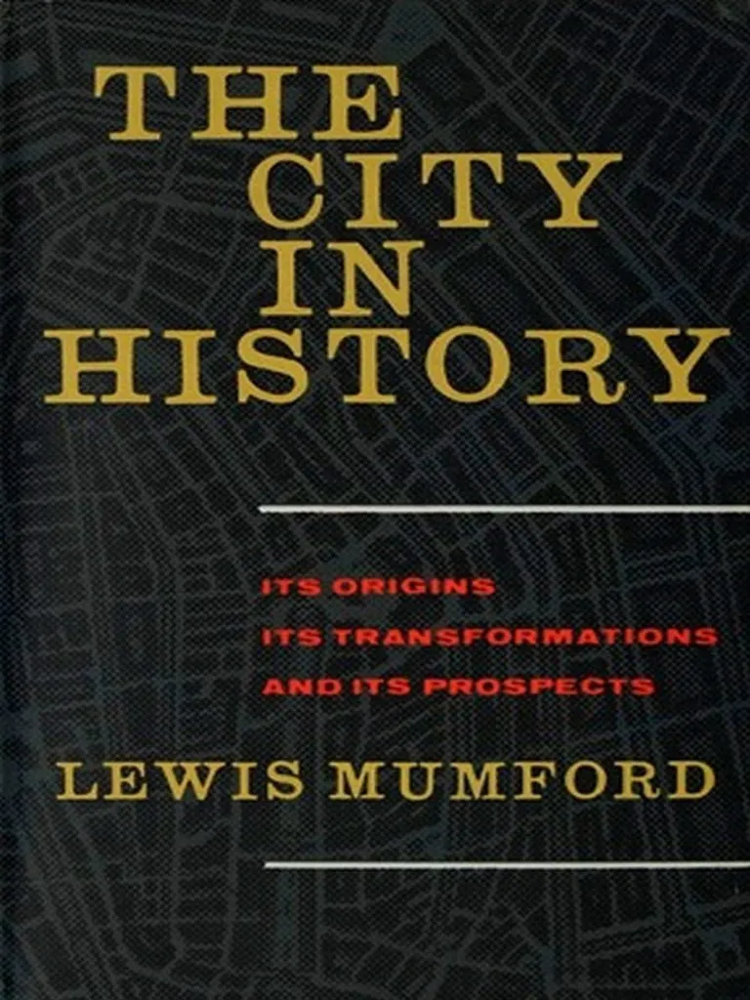 THE
CITY
IN
HISTORY
ITS ORIGINS
ITS TRANSFORMATIONS
AND ITS PROSPECTS
LEWIS MUMFORD